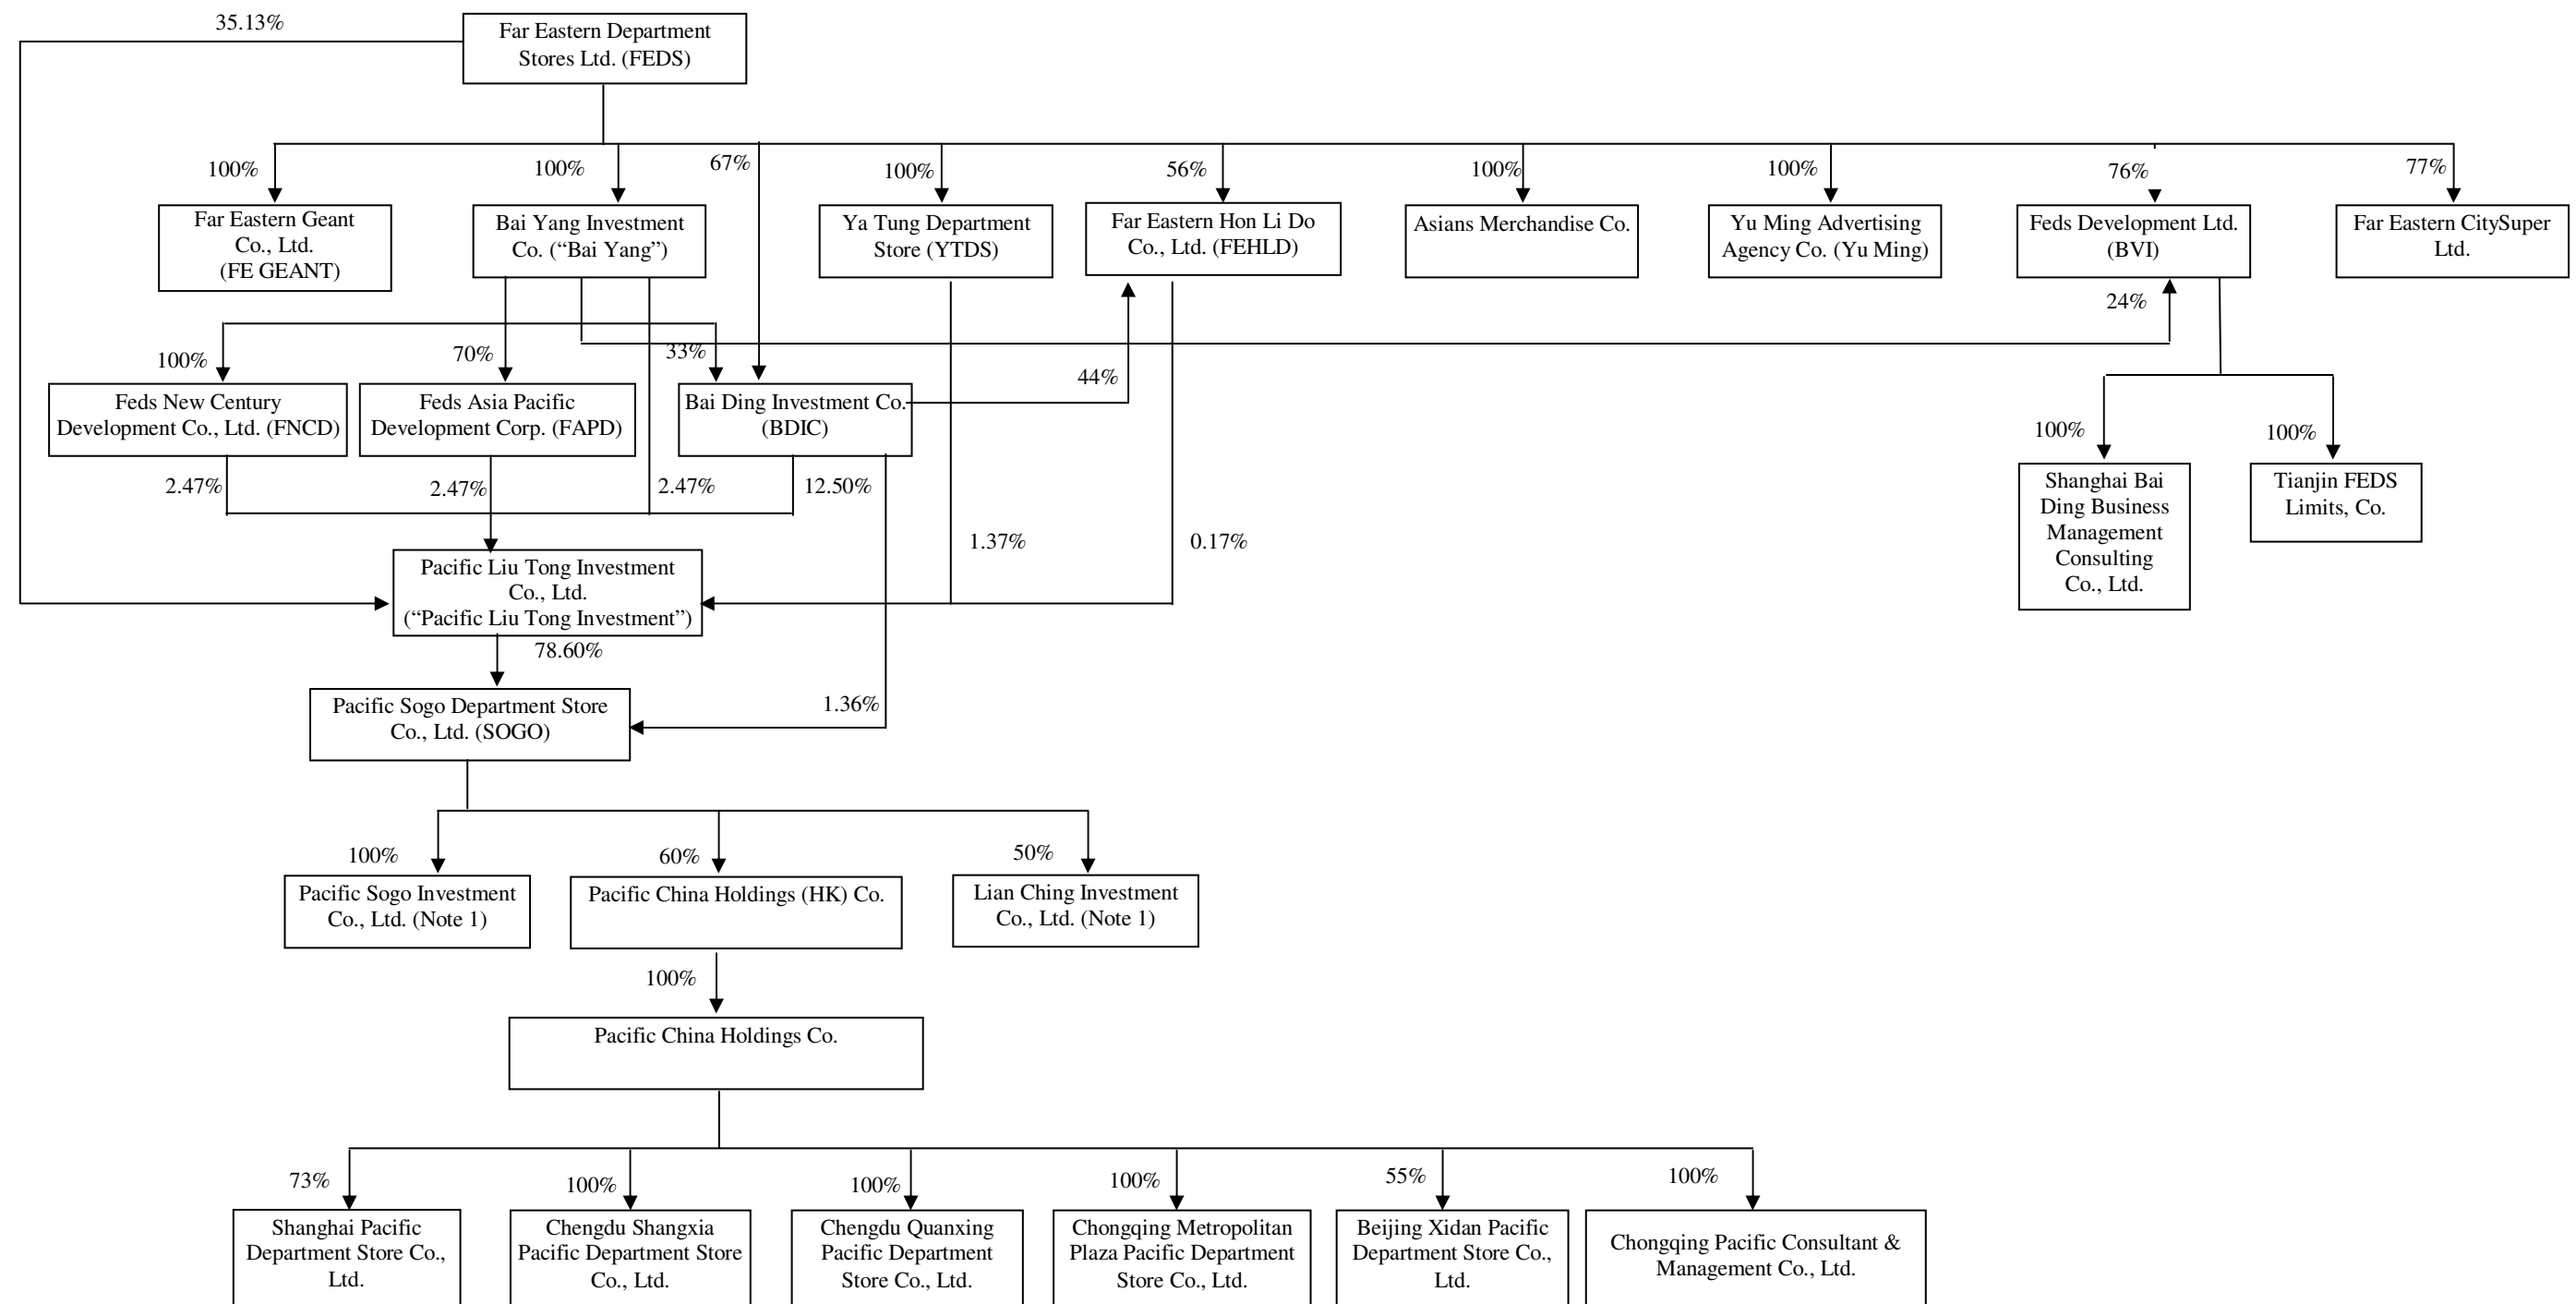 35.13%
Far Eastern Department
Stores Ltd. (FEDS)
100%
100%
67%
100%
56%
100%
100%
76%
77%
Far Eastern Geant
Co., Ltd.
(FE GEANT)
Bai Yang Investment
Co. (“Bai Yang”)
Ya Tung Department
Store (YTDS)
Far Eastern Hon Li Do
Co., Ltd. (FEHLD)
Asians Merchandise Co.
Yu Ming Advertising
Agency Co. (Yu Ming)
Feds Development Ltd.
(BVI)
Far Eastern CitySuper
Ltd.
24%
100%
70%
33%
44%
Feds New Century
Development Co., Ltd. (FNCD)
Feds Asia Pacific
Development Corp. (FAPD)
Bai Ding Investment Co.
(BDIC)
100%
100%
2.47%
2.47%
2.47%
12.50%
Shanghai Bai
Ding Business
Management
Consulting
Co., Ltd.
Tianjin FEDS
Limits, Co.
1.37%
0.17%
Pacific Liu Tong Investment
Co., Ltd.
(“Pacific Liu Tong Investment”)
78.60%
1.36%
Pacific Sogo Department Store
Co., Ltd. (SOGO)
100%
60%
50%
Pacific Sogo Investment
Co., Ltd. (Note 1)
Pacific China Holdings (HK) Co.
Lian Ching Investment
Co., Ltd. (Note 1)
100%
Pacific China Holdings Co.
73%
100%
100%
100%
55%
100%
Shanghai Pacific
Department Store Co.,
Ltd.
Chengdu Shangxia
Pacific Department Store
Co., Ltd.
Chengdu Quanxing
Pacific Department
Store Co., Ltd.
Chongqing Metropolitan
Plaza Pacific Department
Store Co., Ltd.
Beijing Xidan Pacific
Department Store Co.,
Ltd.
Chongqing Pacific Consultant &
Management Co., Ltd.